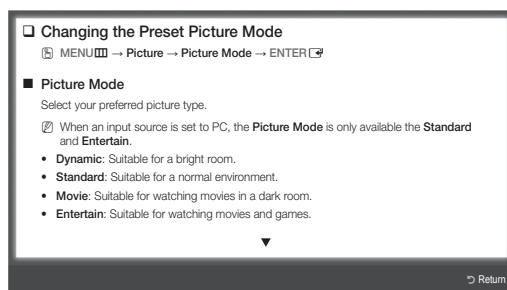 Changing the Preset Picture Mode
MENU → Picture → Picture Mode → ENTER
Picture Mode
Select your preferred picture type.
When an input source is set to PC, the Picture Mode is only available the Standard
and Entertain.
• Dynamic: Suitable for a bright room.
• Standard: Suitable for a normal environment.
• Movie: Suitable for watching movies in a dark room.
• Entertain: Suitable for watching movies and games.
Return